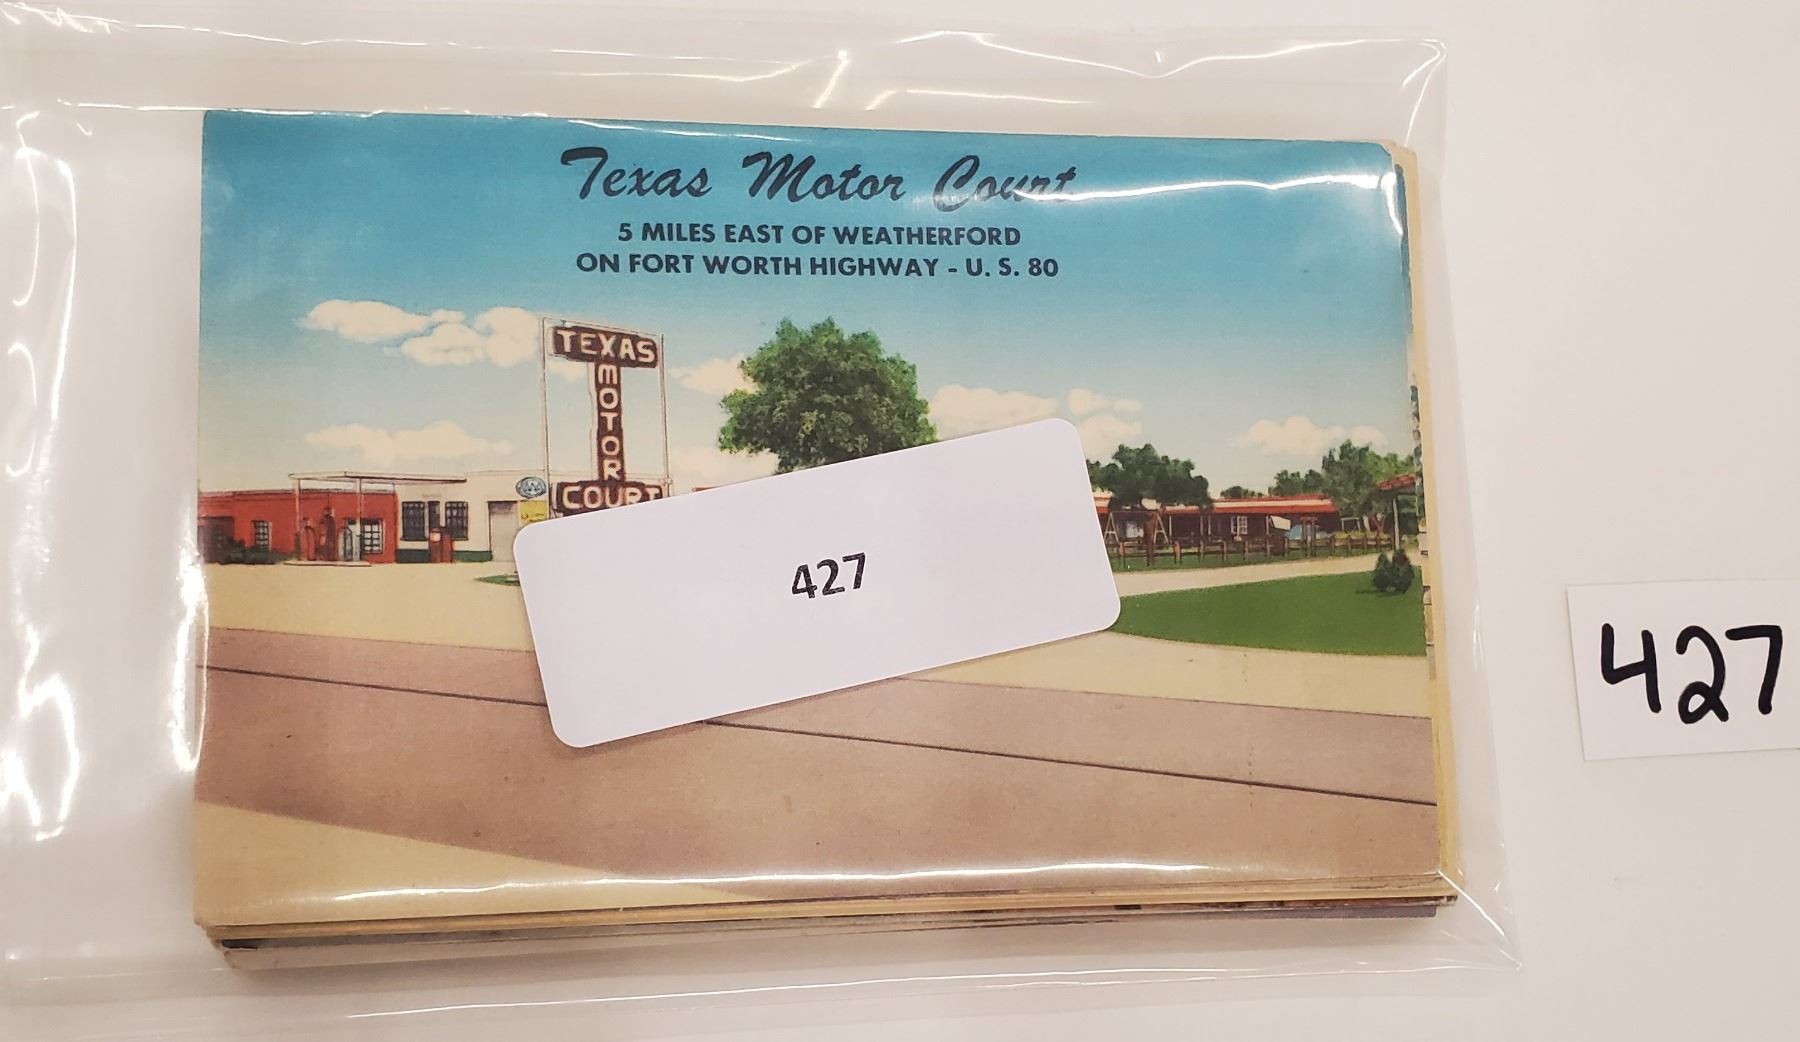 Texas Motor Court
5 MILES EAST OF WEATHERFORD
ON FORT WORTH HIGHWAY - U. S. 80
TEXAS
MOTOR
COURT
427
427